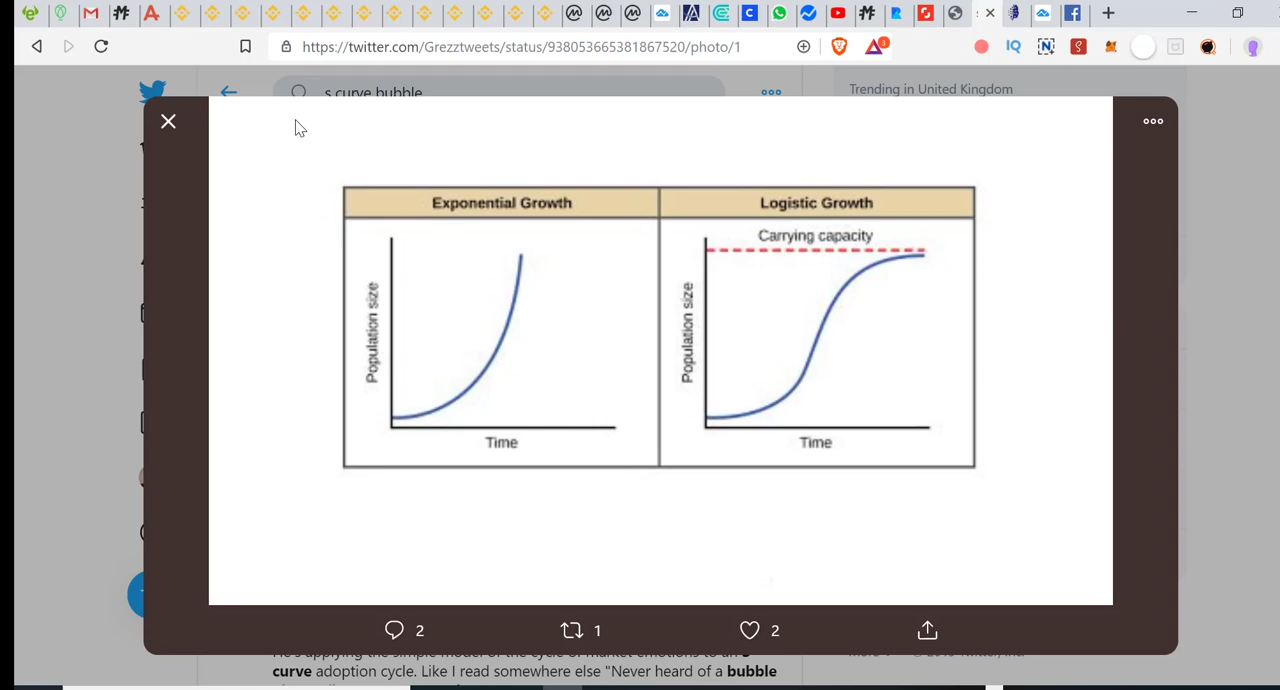 https://twitter.com/Grezztweets/status/938053665381867520/photo/1
s curve bubble
Trending in United Kingdom
Exponential Growth
Population size
Time
Logistic Growth
Carrying capacity
Population size
Time
2
1
2
curve adoption cycle. Like I read somewhere else "Never heard of a bubble